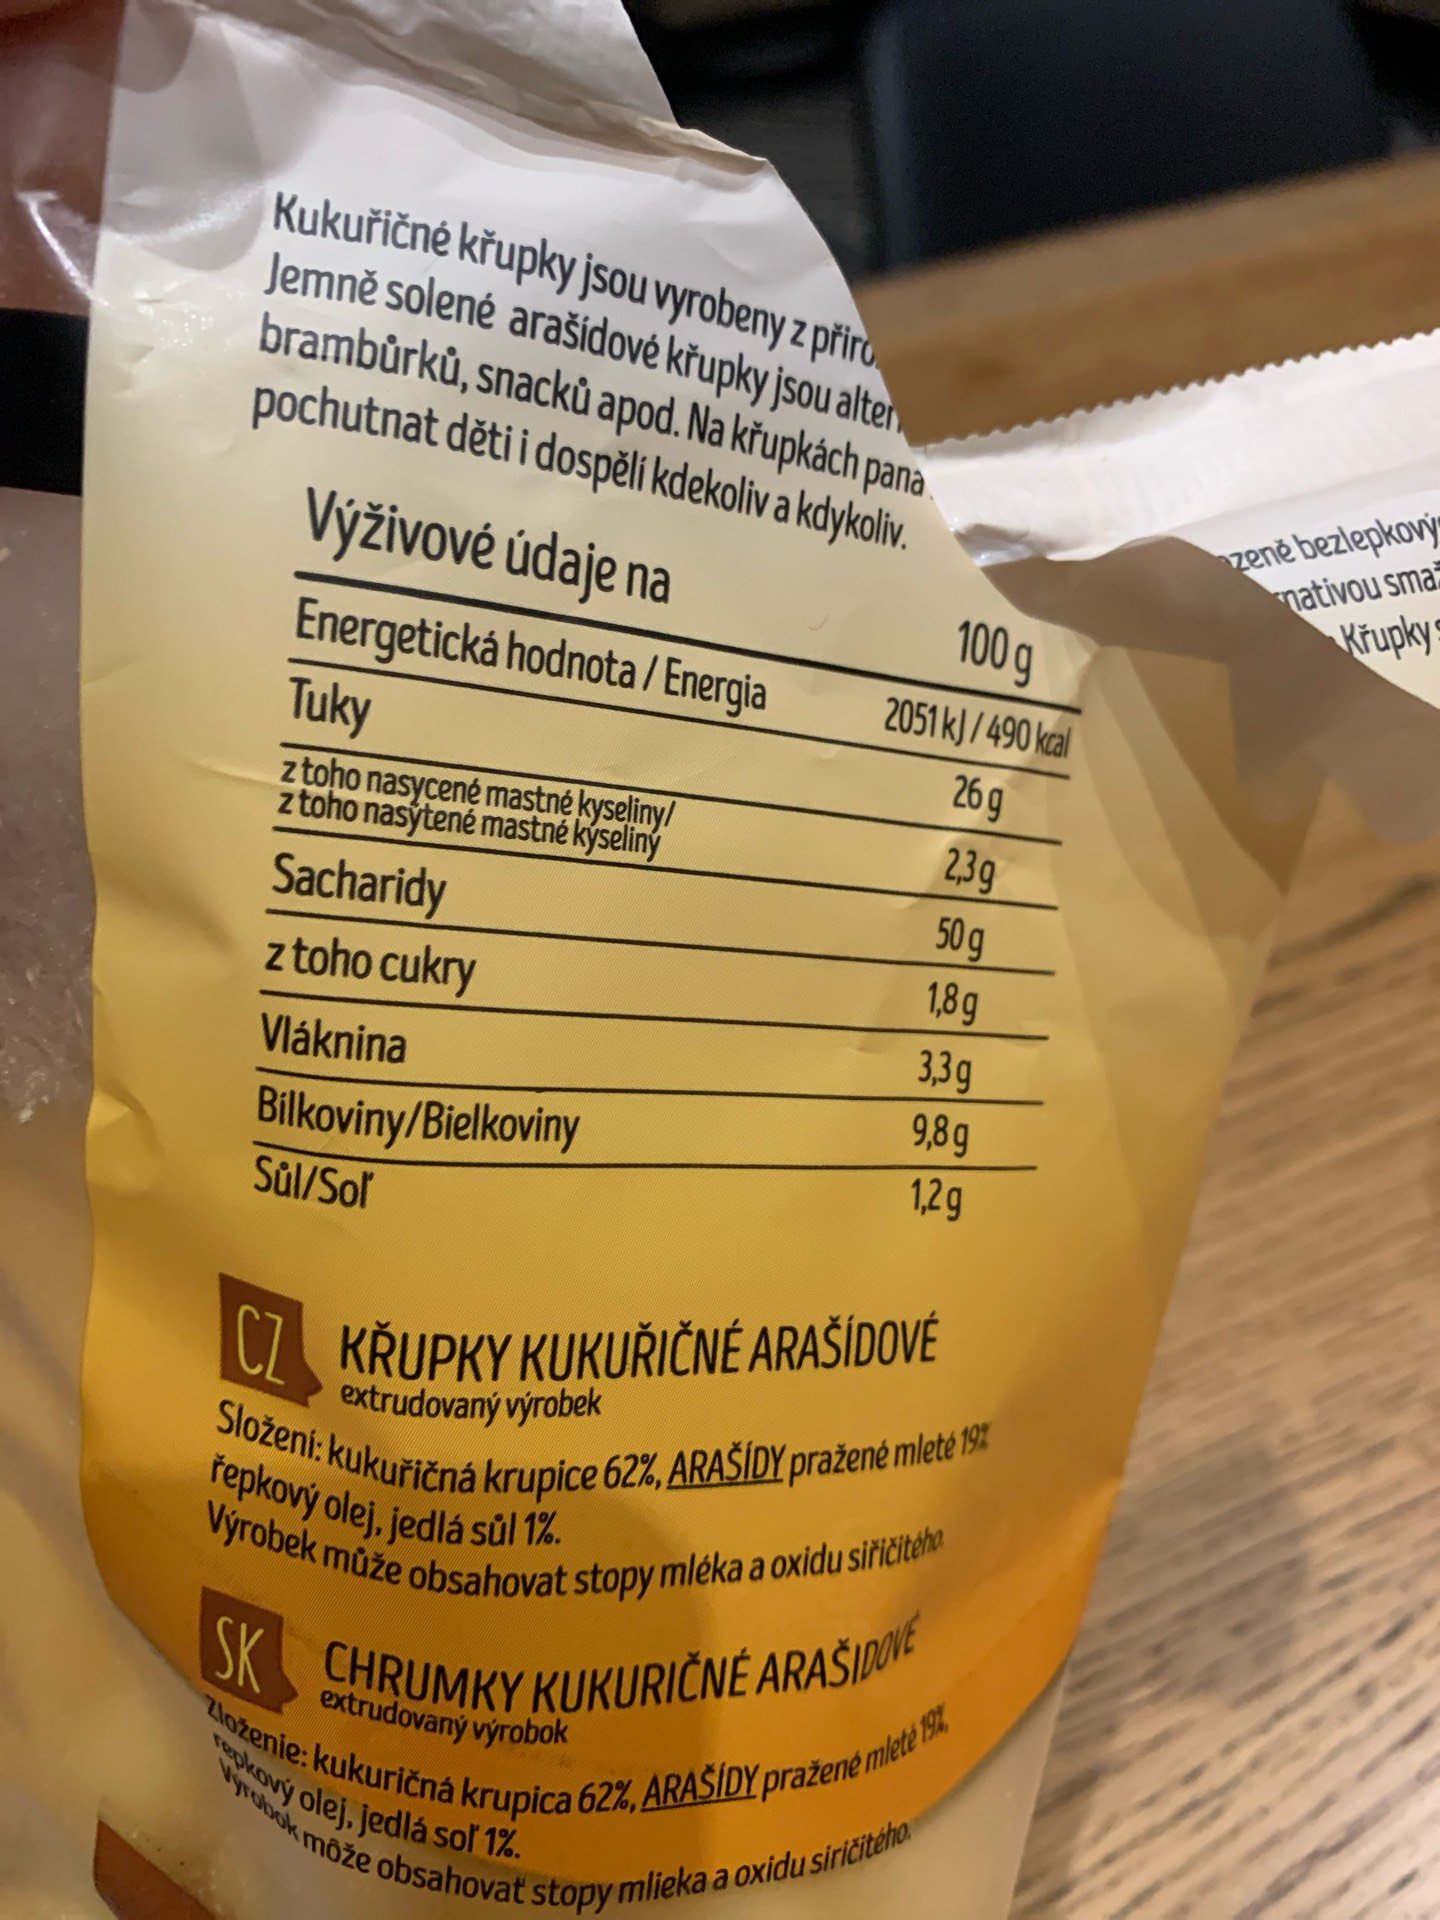 Kukuřičné křupky jsou vyrobeny z přiro
Jemně solené arašídové křupky jsou alter
brambůrků, snacků apod. Na křupkách pana
pochutnat děti i dospělí kdekoliv a kdykoliv.
zeně bezlepkový
nativou smaž
Křupky s
Výživové údaje na 100 g
Energetická hodnota / Energia 2051 kJ / 490 kcal
Tuky 26 g
z toho nasycené mastné kyseliny/
z toho nasýtené mastné kyseliny 2,3 g
Sacharidy 50 g
z toho cukry 1,8 g
Vláknina 3,3 g
Bílkoviny/Bielkoviny 9,8 g
Sůl/Soľ 1,2 g
CZ KŘUPKY KUKUŘIČNÉ ARAŠÍDOVÉ
extrudovaný výrobek
Složení: kukuřičná krupice 62%, ARAŠÍDY pražené mleté 19%
řepkový olej, jedlá sůl 1%.
Výrobek může obsahovat stopy mléka a oxidu siřičitého.
SK CHRUMKY KUKURIČNÉ ARAŠIDOVÉ
extrudovaný výrobok
Zloženie: kukuričná krupica 62%, ARAŠÍDY pražené mleté 19%,
repkový olej, jedlá soľ 1%.
Výrobok môže obsahovať stopy mlieka a oxidu siričitého.